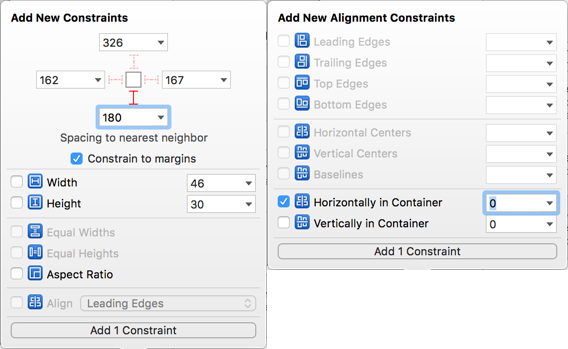 Add New Constraints
326
162
167
180
Spacing to nearest neighbor
Constrain to margins
Width
46
Height
30
Equal Widths
Equal Heights
Aspect Ratio
Align
Leading Edges
Add 1 Constraint
Add New Alignment Constraints
Leading Edges
Trailing Edges
Top Edges
Bottom Edges
Horizontal Centers
Vertical Centers
Baselines
Horizontally in Container
0
Vertically in Container
0
Add 1 Constraint